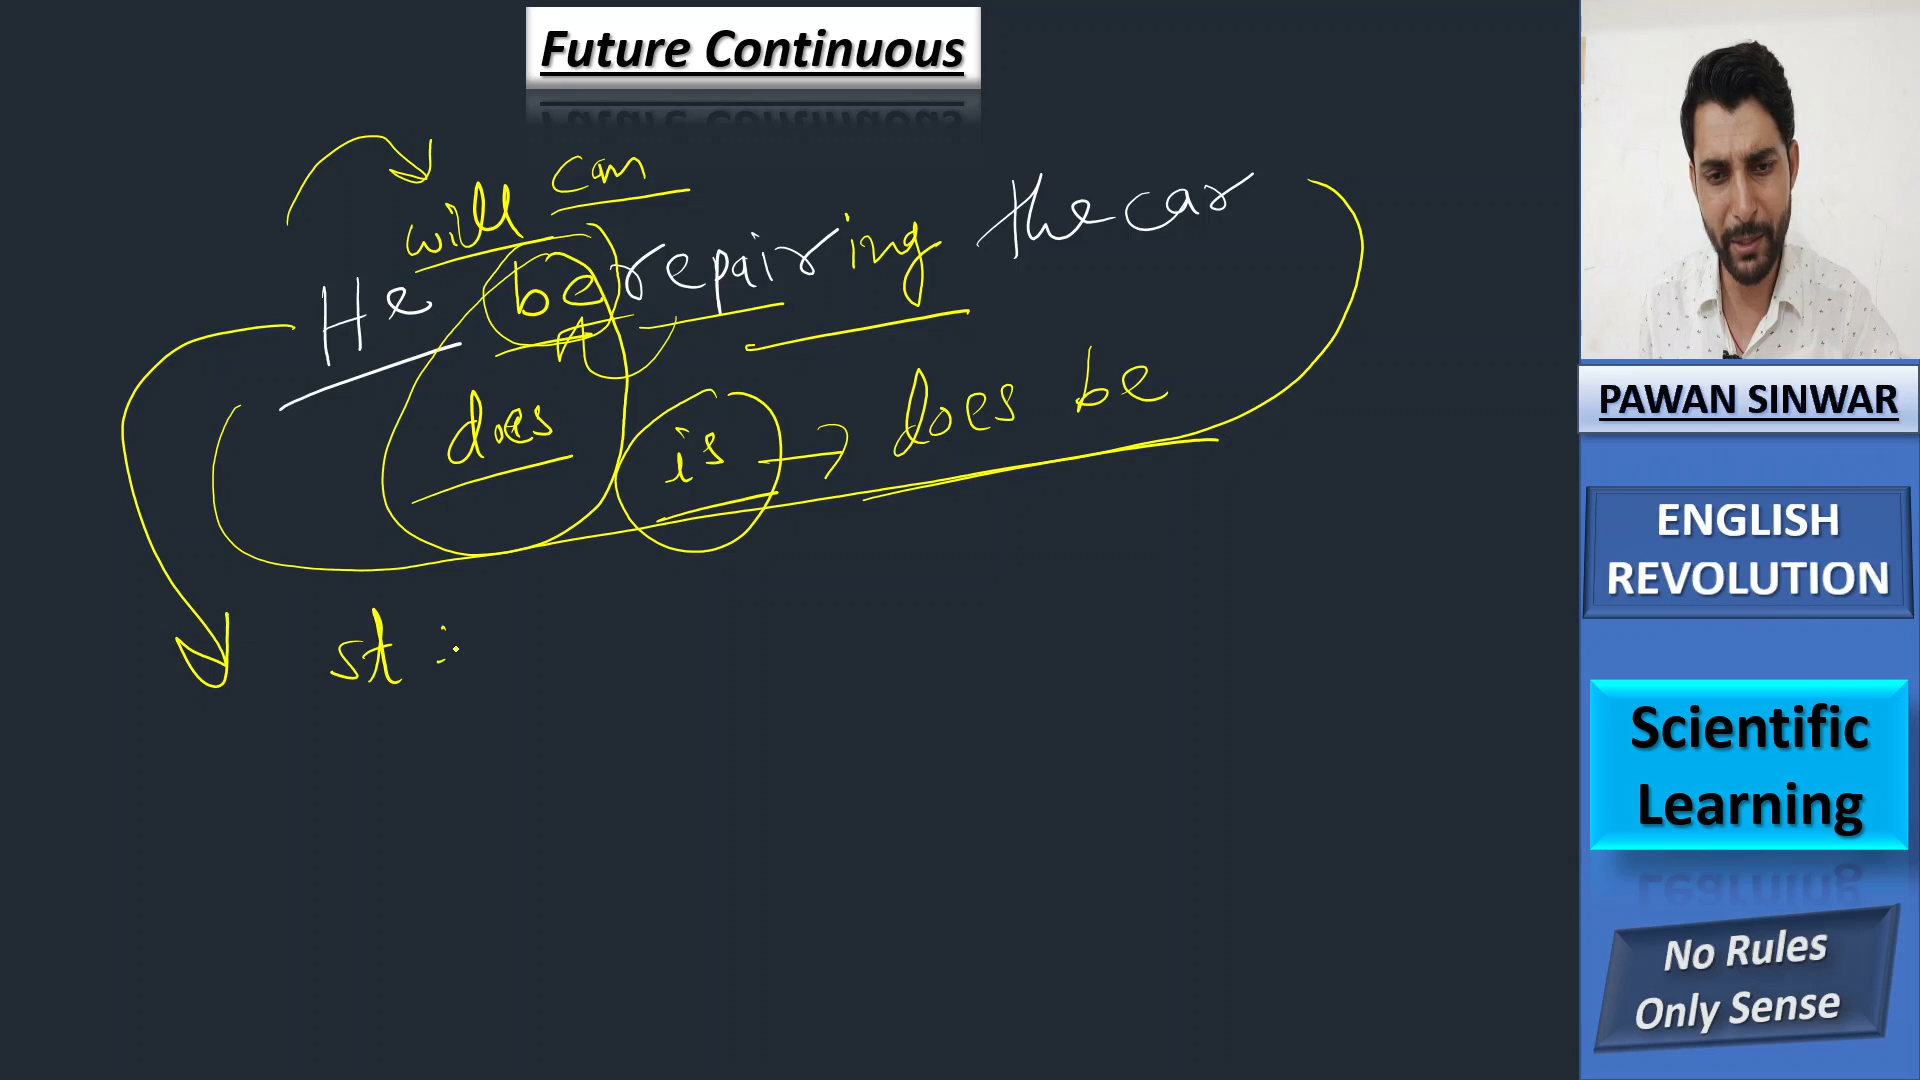 Future Continuous
can
will
He be repairing the car
does
is → does be
st :-
PAWAN SINWAR
ENGLISH
REVOLUTION
Scientific
Learning
No Rules
Only Sense